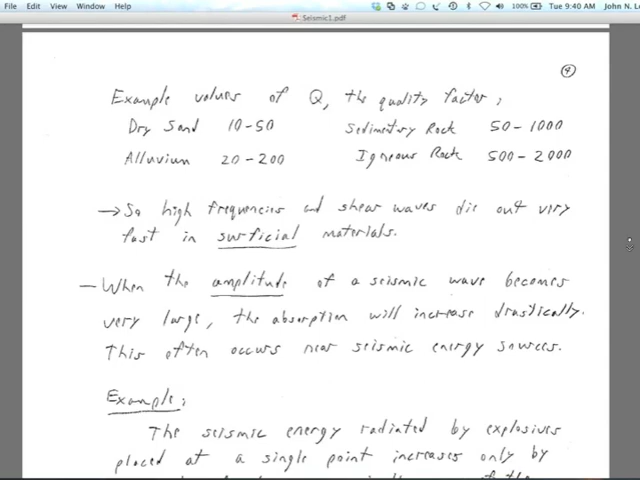 File Edit View Window Help 100% Tue 9:40 AM John N. Lo
Seismic1.pdf
4
Example values of Q, the quality factor:
Dry Sand 10-50 Sedimentary Rock 50-1000
Alluvium 20-200 Igneous Rock 500-2000
→ So high frequencies and shear waves die out very
fast in surficial materials.
- When the amplitude of a seismic wave becomes
very large, the absorption will increase drastically.
This often occurs near seismic energy sources.
Example:
The seismic energy radiated by explosives
placed at a single point increases only by